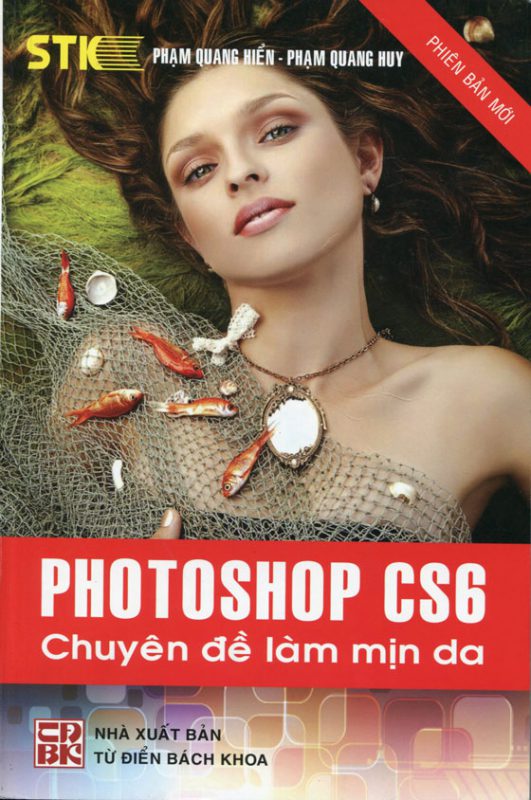 STK
PHẠM QUANG HIỂN - PHẠM QUANG HUY
PHIÊN BẢN MỚI
PHOTOSHOP CS6
Chuyên đề làm mịn da
TĐBK
NHÀ XUẤT BẢN
TỪ ĐIỂN BÁCH KHOA